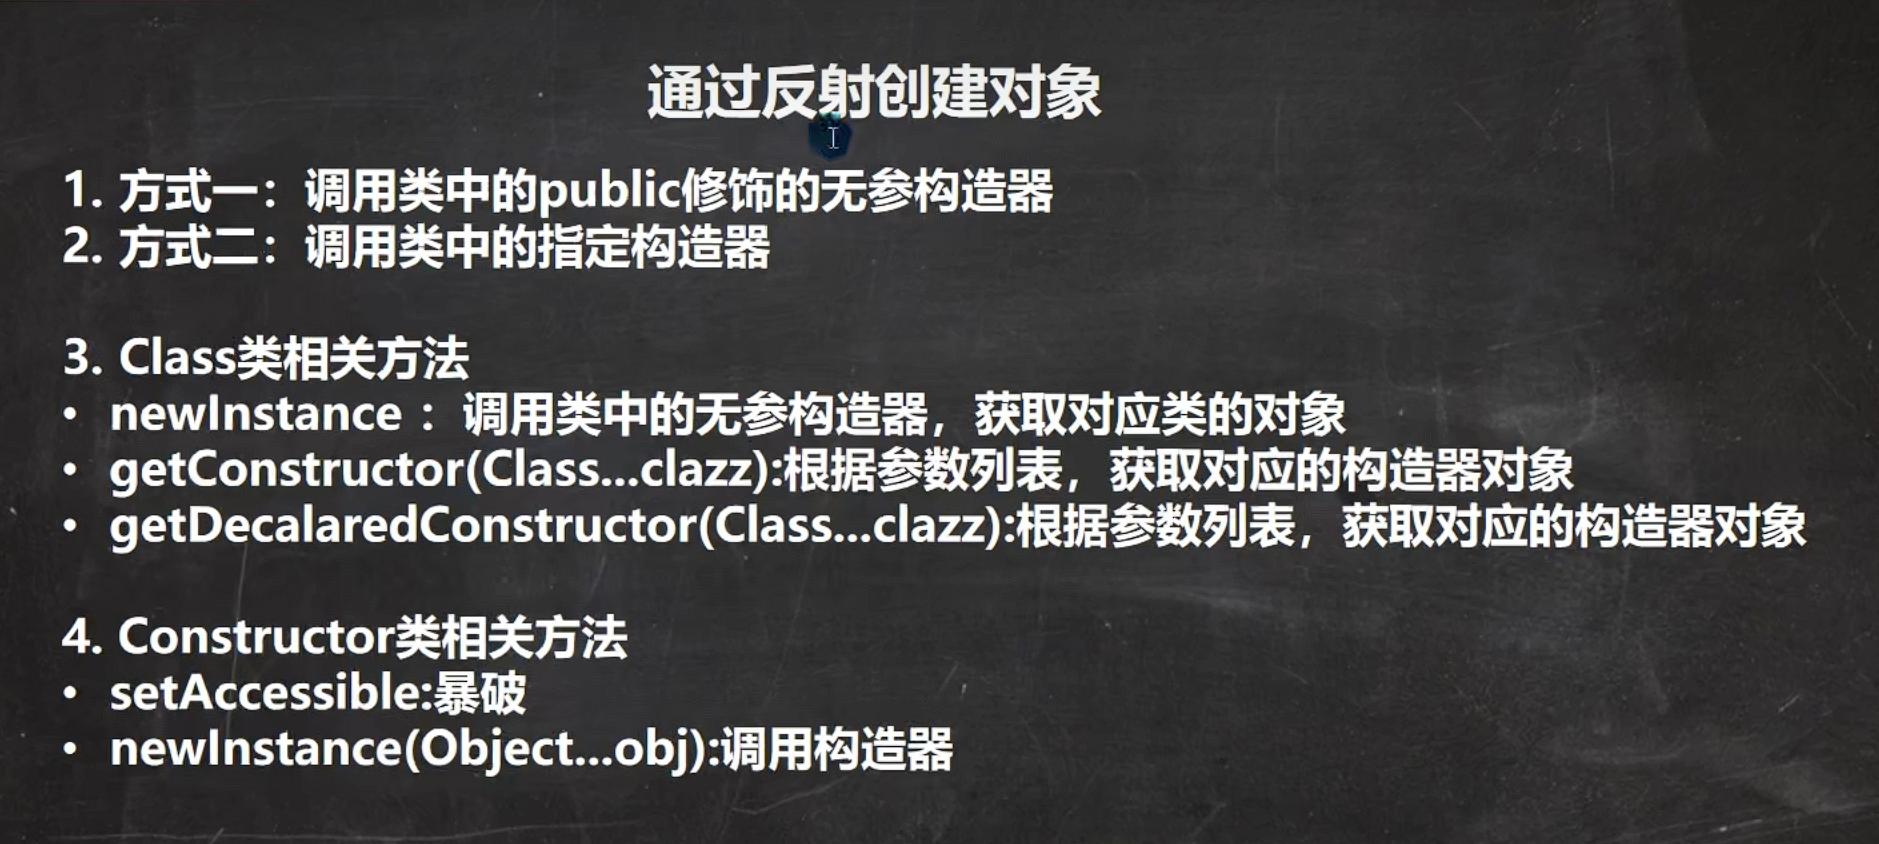 通过反射创建对象
1. 方式一：调用类中的public修饰的无参构造器
2. 方式二：调用类中的指定构造器
3. Class类相关方法
• newInstance ：调用类中的无参构造器，获取对应类的对象
• getConstructor(Class...clazz):根据参数列表，获取对应的构造器对象
• getDecalaredConstructor(Class...clazz):根据参数列表，获取对应的构造器对象
4. Constructor类相关方法
• setAccessible:暴破
• newInstance(Object...obj):调用构造器